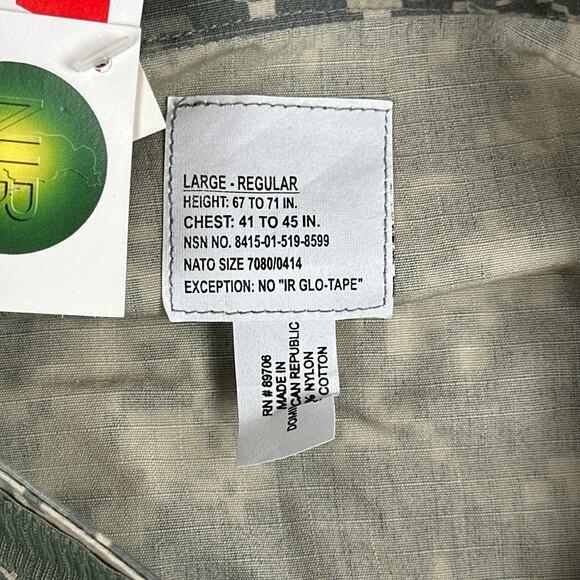 NIR
LARGE - REGULAR
HEIGHT: 67 TO 71 IN.
CHEST: 41 TO 45 IN.
NSN NO. 8415-01-519-8599
NATO SIZE 7080/0414
EXCEPTION: NO "IR GLO-TAPE"
RN # 89706
MADE IN
DOMINICAN REPUBLIC
% NYLON
COTTON